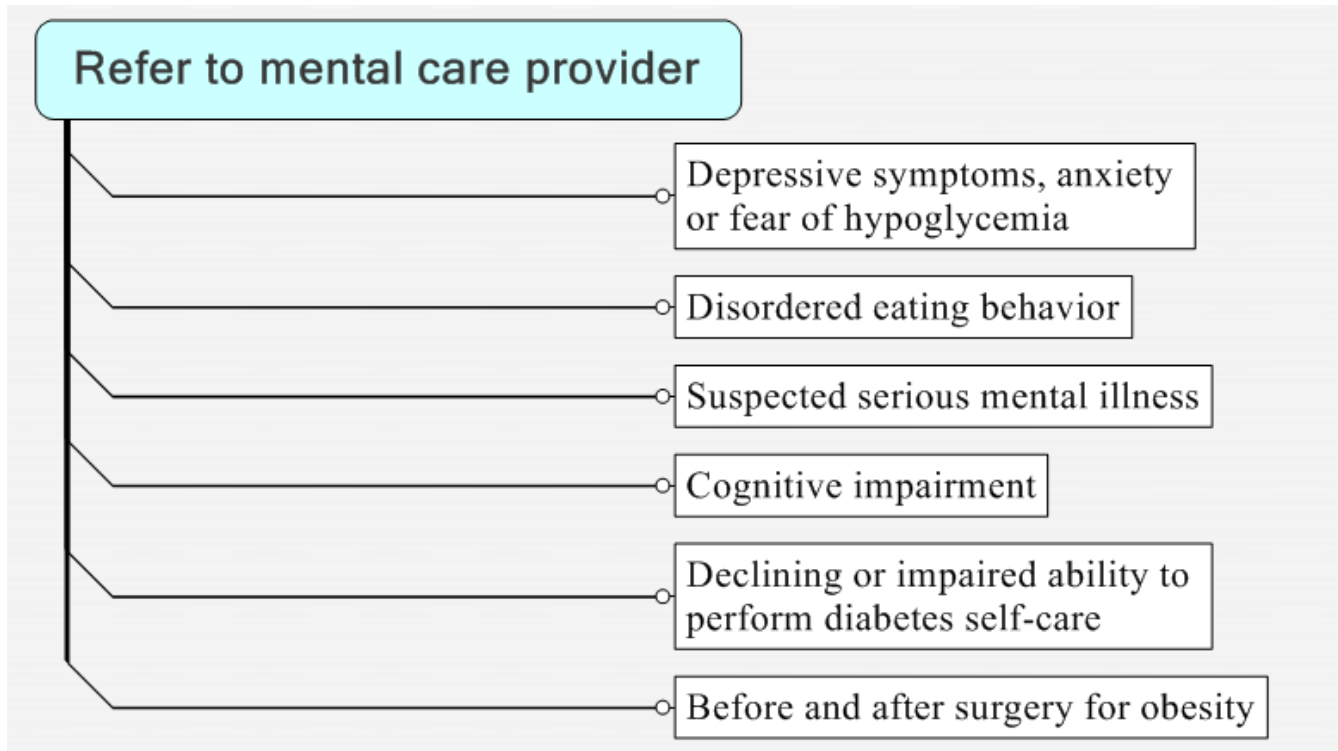 Refer to mental care provider
Depressive symptoms, anxiety
or fear of hypoglycemia
Disordered eating behavior
Suspected serious mental illness
Cognitive impairment
Declining or impaired ability to
perform diabetes self-care
Before and after surgery for obesity